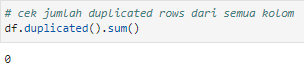 # cek jumlah duplicated rows dari semua kolom
df.duplicated().sum()
0